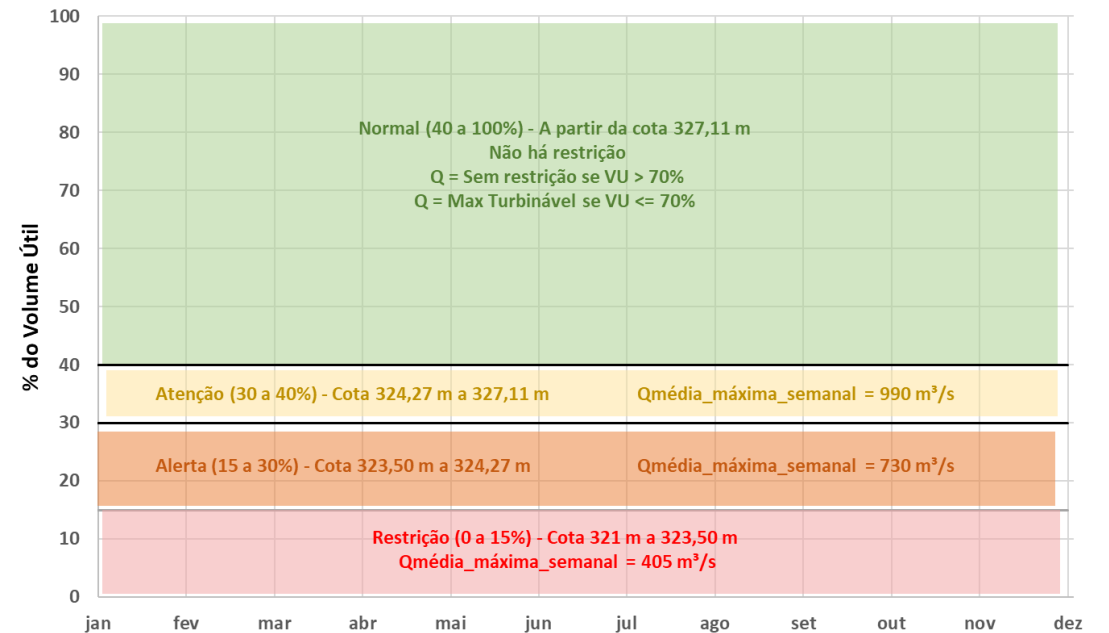 100
90
80
70
60
50
40
30
20
10
0
% do Volume Útil
Normal (40 a 100%) - A partir da cota 327,11 m
Não há restrição
Q = Sem restrição se VU > 70%
Q = Max Turbinável se VU <= 70%
Atenção (30 a 40%) - Cota 324,27 m a 327,11 m Qmédia_máxima_semanal = 990 m³/s
Alerta (15 a 30%) - Cota 323,50 m a 324,27 m Qmédia_máxima_semanal = 730 m³/s
Restrição (0 a 15%) - Cota 321 m a 323,50 m
Qmédia_máxima_semanal = 405 m³/s
jan fev mar abr mai jun jul ago set out nov dez